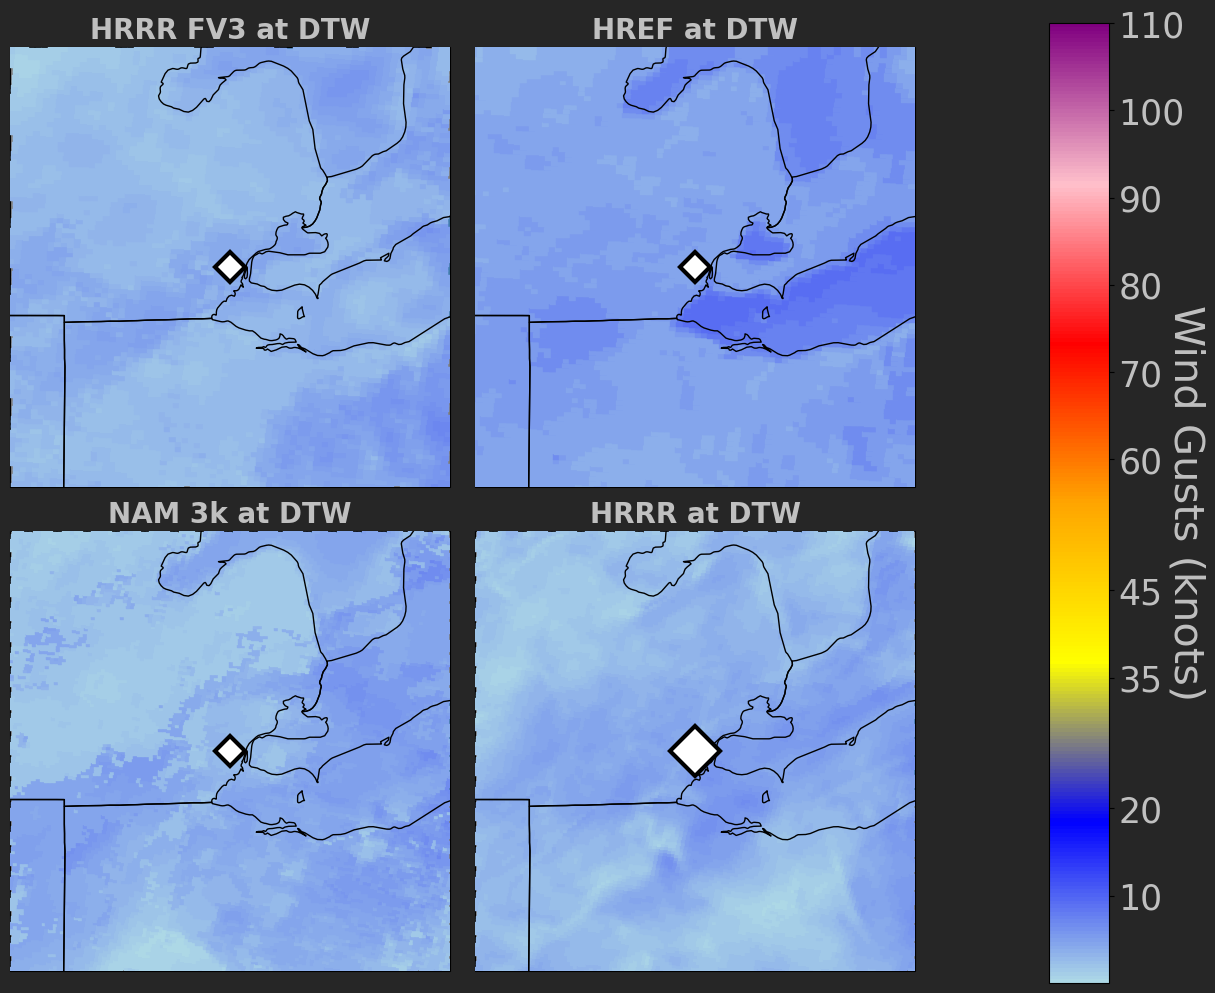 HRRR FV3 at DTW
HREF at DTW
NAM 3k at DTW
HRRR at DTW
110
100
90
80
70
60
45
35
20
10
Wind Gusts (knots)